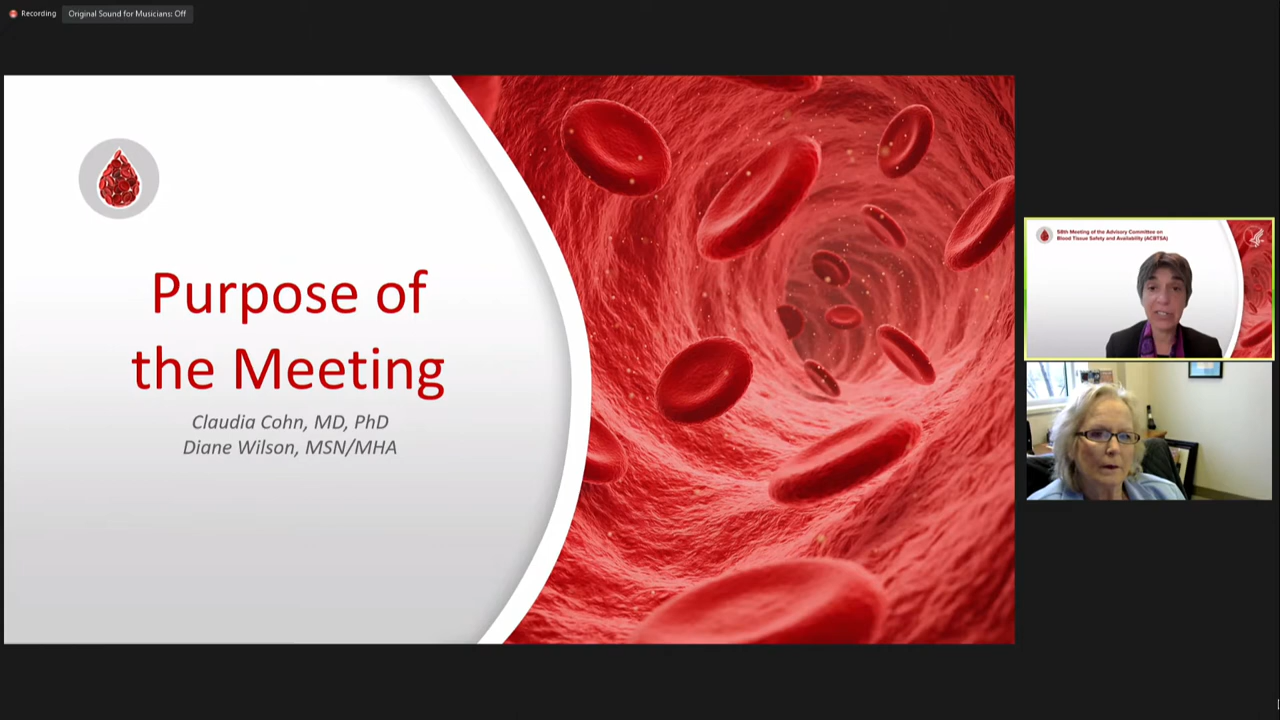 Recording
Original Sound for Musicians: Off
Purpose of
the Meeting
Claudia Cohn, MD, PhD
Diane Wilson, MSN/MHA
58th Meeting of the Advisory Committee on
Blood Tissue Safety and Availability (ACBTSA)